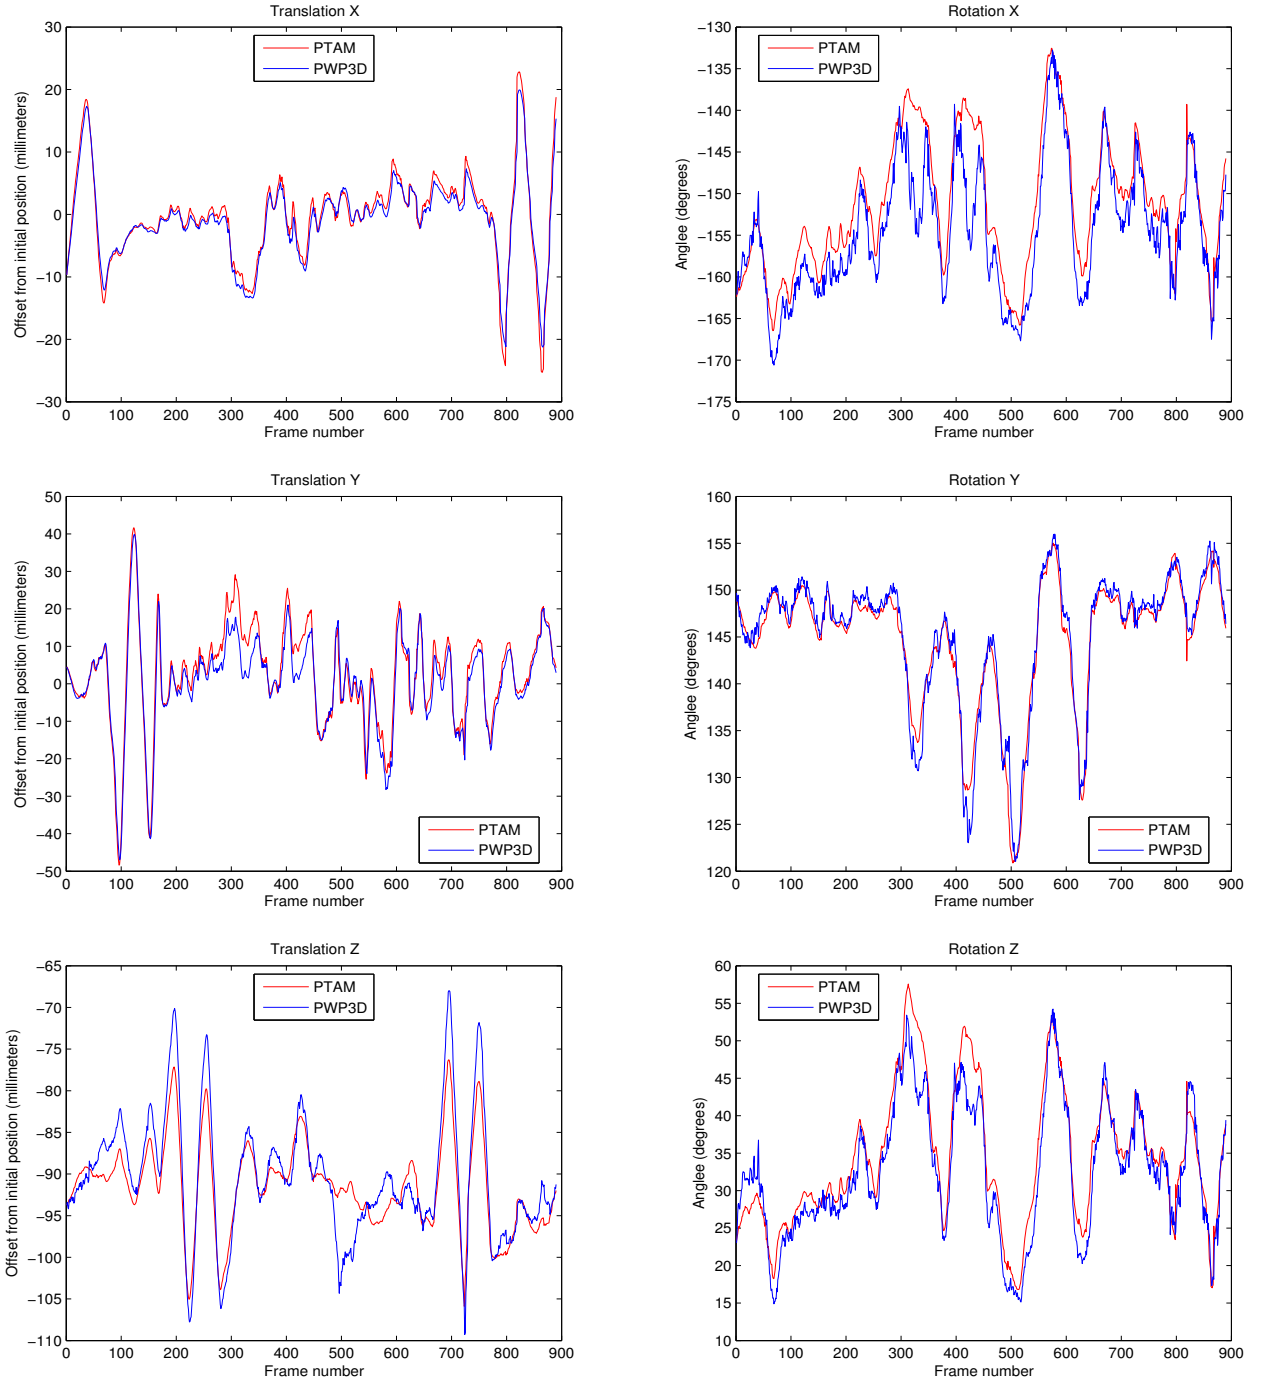 Translation X
Offset from initial position (millimeters)
30
20
10
0
−10
−20
−30
PTAM
PWP3D
0 100 200 300 400 500 600 700 800 900
Frame number
Rotation X
Anglee (degrees)
−130
−135
−140
−145
−150
−155
−160
−165
−170
−175
PTAM
PWP3D
0 100 200 300 400 500 600 700 800 900
Frame number
Translation Y
Offset from initial position (millimeters)
50
40
30
20
10
0
−10
−20
−30
−40
−50
PTAM
PWP3D
0 100 200 300 400 500 600 700 800 900
Frame number
Rotation Y
Anglee (degrees)
160
155
150
145
140
135
130
125
120
PTAM
PWP3D
0 100 200 300 400 500 600 700 800 900
Frame number
Translation Z
Offset from initial position (millimeters)
−65
−70
−75
−80
−85
−90
−95
−100
−105
−110
PTAM
PWP3D
0 100 200 300 400 500 600 700 800 900
Frame number
Rotation Z
Anglee (degrees)
60
55
50
45
40
35
30
25
20
15
10
PTAM
PWP3D
0 100 200 300 400 500 600 700 800 900
Frame number